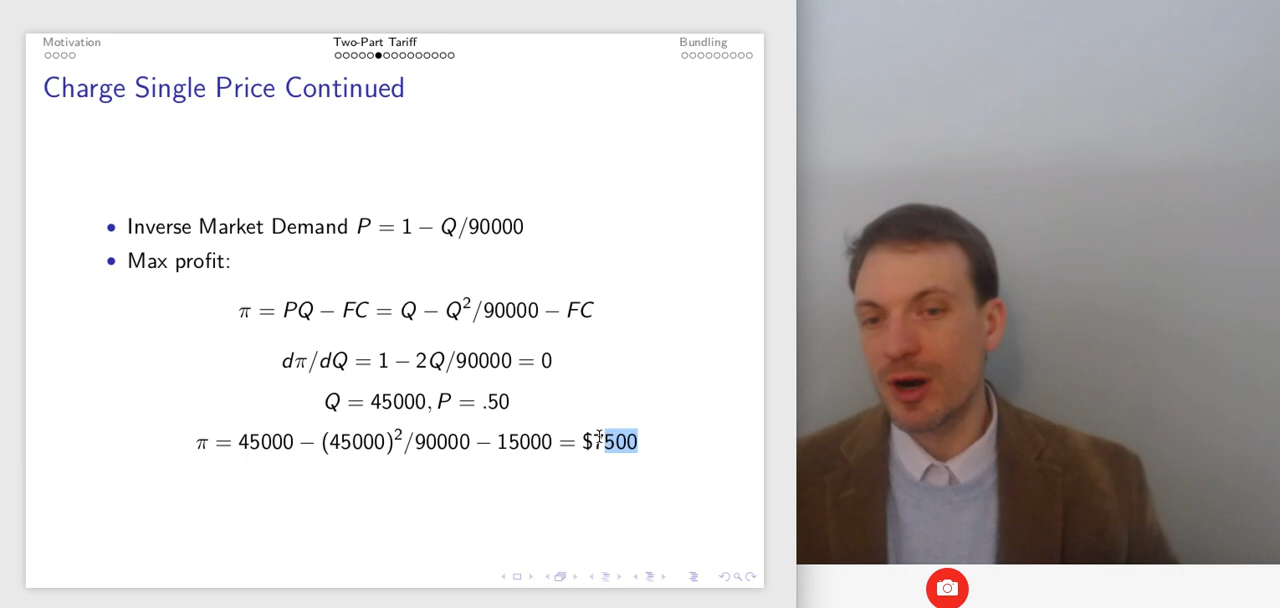 Motivation
Two-Part Tariff
Bundling
Charge Single Price Continued
• Inverse Market Demand P = 1 − Q/90000
• Max profit:
π = PQ − FC = Q − Q²/90000 − FC
dπ/dQ = 1 − 2Q/90000 = 0
Q = 45000, P = .50
π = 45000 − (45000)²/90000 − 15000 = $7500